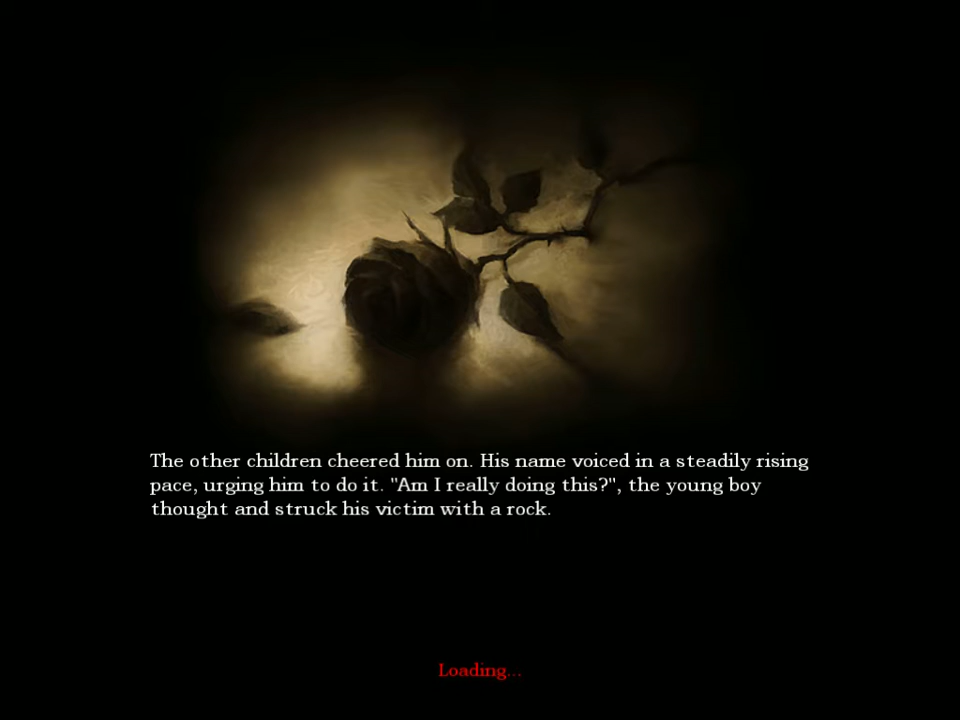 The other children cheered him on. His name voiced in a steadily rising
pace, urging him to do it. "Am I really doing this?", the young boy
thought and struck his victim with a rock.
Loading...